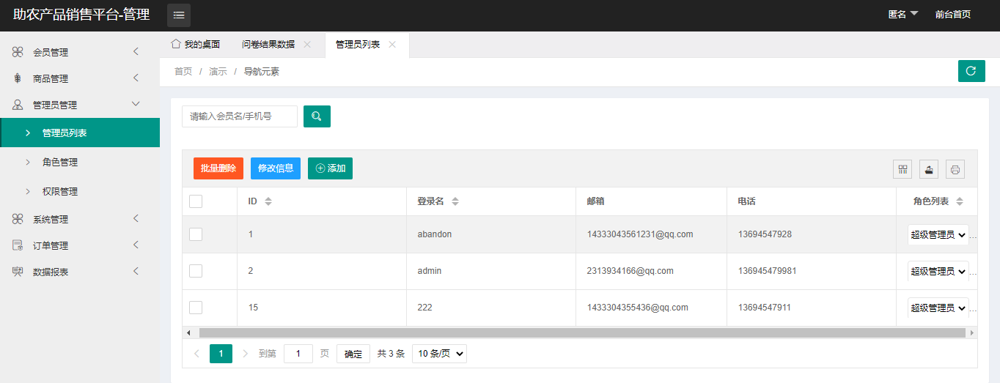 助农产品销售平台-管理
匿名 前台首页
会员管理
商品管理
管理员管理
管理员列表
角色管理
权限管理
系统管理
订单管理
数据报表
我的桌面 问卷结果数据 管理员列表
首页 / 演示 / 导航元素
请输入会员名/手机号
批量删除 修改信息 添加
ID 登录名 邮箱 电话 角色列表
1 abandon 14333043561231@qq.com 13694547928 超级管理员 ...
2 admin 2313934166@qq.com 136945479981 超级管理员 ...
15 222 1433304355436@qq.com 13694547911 超级管理员 ...
1 到第 1 页 确定 共 3 条 10 条/页